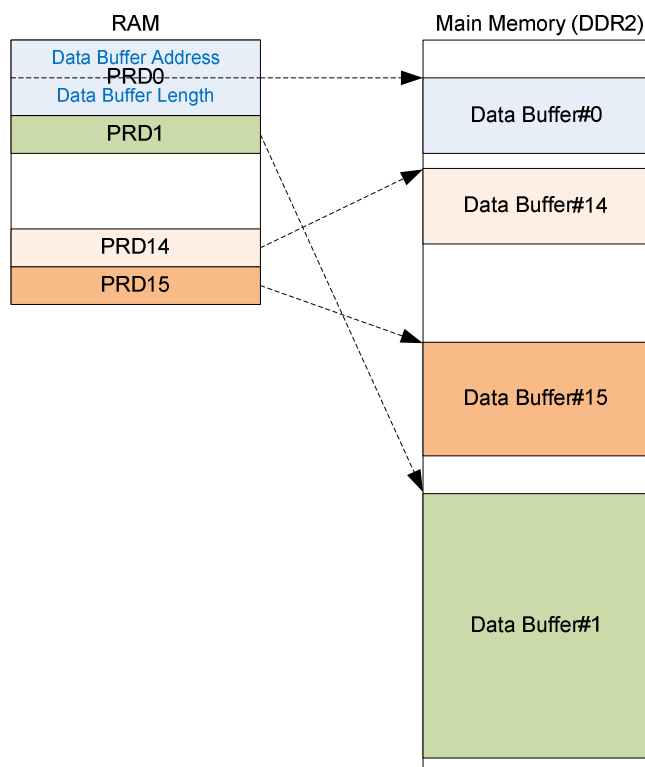 RAM
Main Memory (DDR2)
Data Buffer Address
PRD0
Data Buffer Length
PRD1
PRD14
PRD15
Data Buffer#0
Data Buffer#14
Data Buffer#15
Data Buffer#1